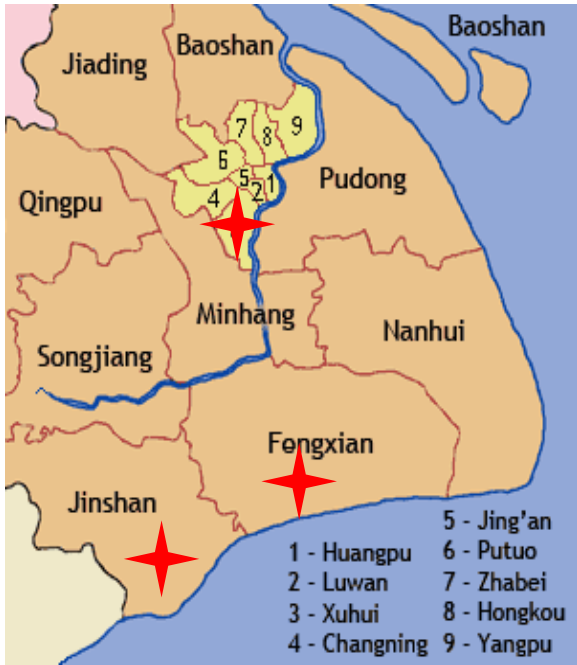 Baoshan
Baoshan
Jiading
7
8
9
6
5
1
2
4
Pudong
Qingpu
Minhang
Nanhui
Songjiang
Fengxian
Jinshan
1 - Huangpu
2 - Luwan
3 - Xuhui
4 - Changning
5 - Jing'an
6 - Putuo
7 - Zhabei
8 - Hongkou
9 - Yangpu